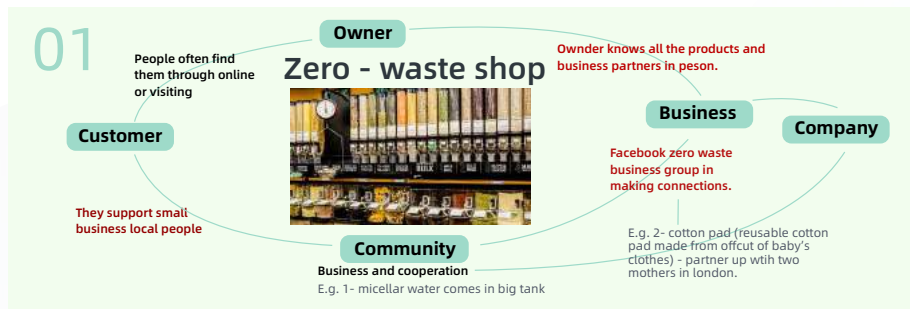 01
Owner
People often find
them through online
or visiting
Zero - waste shop
Ownder knows all the products and
business partners in peson.
Customer
Business
Company
BULK
Facebook zero waste
business group in
making connections.
They support small
business local people
Community
Business and cooperation
E.g. 1- micellar water comes in big tank
E.g. 2- cotton pad (reusable cotton
pad made from offcut of baby's
clothes) - partner up wtih two
mothers in london.